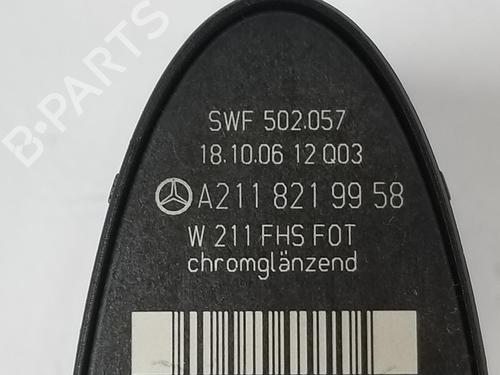 B-PARTS
SWF 502.057
18.10.06 12 Q03
A211 821 99 58
W 211 FHS FOT
chromglänzend